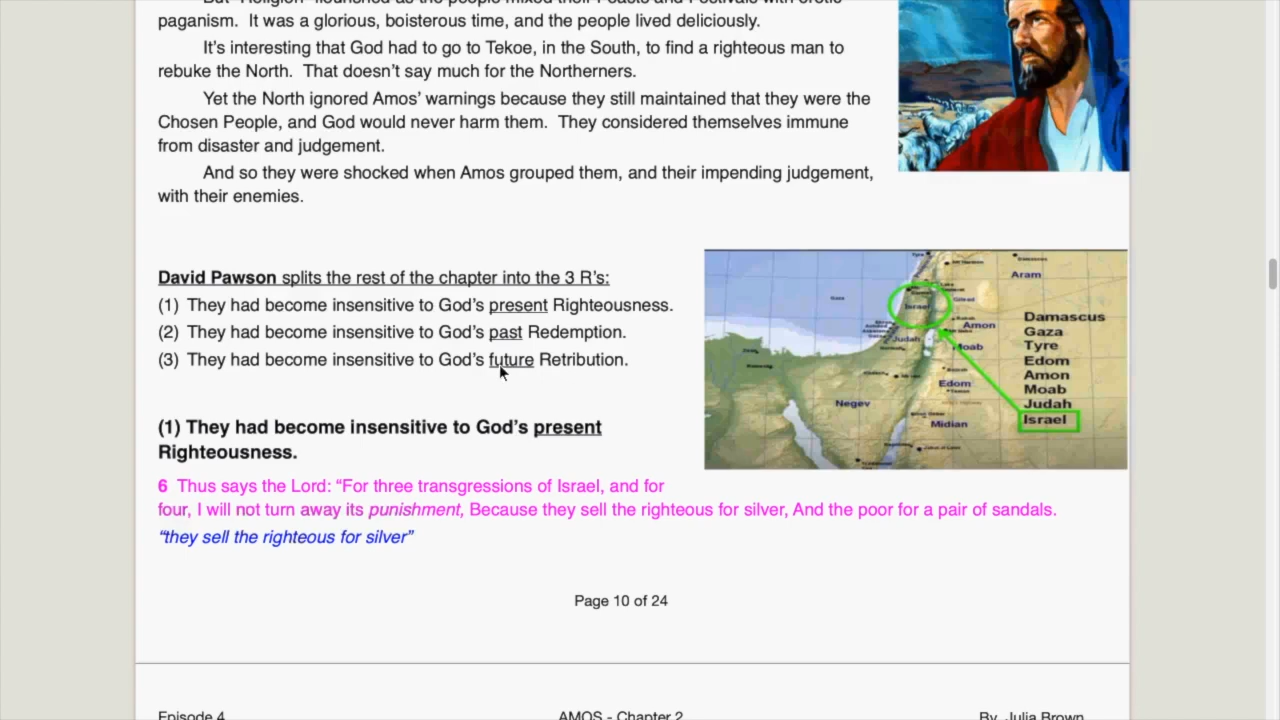 paganism. It was a glorious, boisterous time, and the people lived deliciously.
It's interesting that God had to go to Tekoe, in the South, to find a righteous man to
rebuke the North. That doesn't say much for the Northerners.
Yet the North ignored Amos' warnings because they still maintained that they were the
Chosen People, and God would never harm them. They considered themselves immune
from disaster and judgement.
And so they were shocked when Amos grouped them, and their impending judgement,
with their enemies.
David Pawson splits the rest of the chapter into the 3 R's:
(1) They had become insensitive to God's present Righteousness.
(2) They had become insensitive to God's past Redemption.
(3) They had become insensitive to God's future Retribution.
Tyre
Aram
Gaza
Israel
Gilead
Amon
Judah
Moab
Edom
Negev
Midian
Damascus
Gaza
Tyre
Edom
Amon
Moab
Judah
Israel
(1) They had become insensitive to God's present
Righteousness.
6 Thus says the Lord: “For three transgressions of Israel, and for
four, I will not turn away its punishment, Because they sell the righteous for silver, And the poor for a pair of sandals.
“they sell the righteous for silver”
Page 10 of 24
Episode 4
AMOS - Chapter 2
By Julia Brown